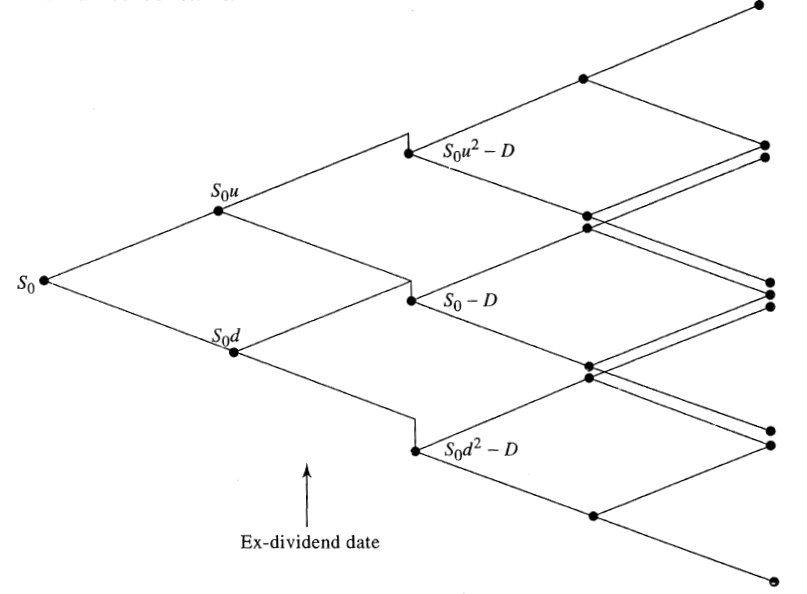 S₀u² – D
S₀u
S₀
S₀ – D
S₀d
S₀d² – D
Ex-dividend date